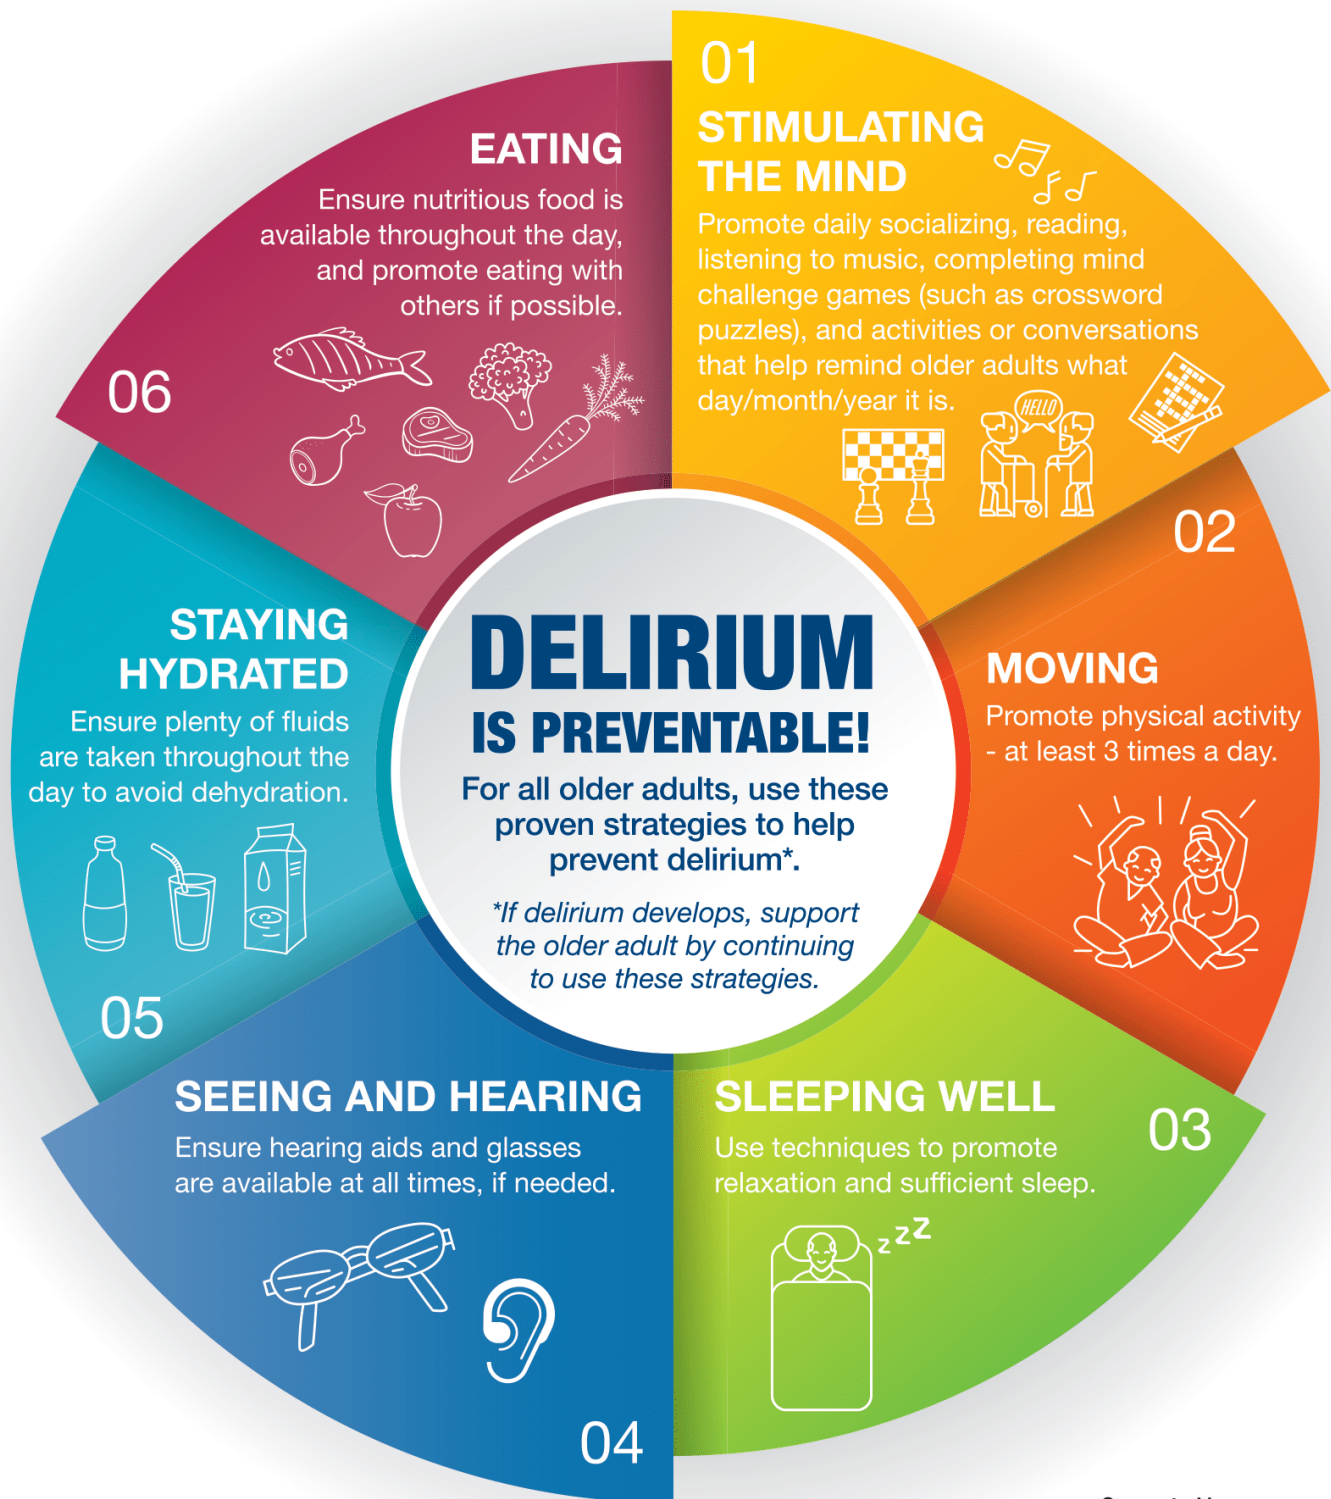 DELIRIUM
IS PREVENTABLE!
For all older adults, use these
proven strategies to help
prevent delirium*.
*If delirium develops, support
the older adult by continuing
to use these strategies.
01
STIMULATING
THE MIND
Promote daily socializing, reading,
listening to music, completing mind
challenge games (such as crossword
puzzles), and activities or conversations
that help remind older adults what
day/month/year it is.
HELLO
02
MOVING
Promote physical activity
- at least 3 times a day.
03
SLEEPING WELL
Use techniques to promote
relaxation and sufficient sleep.
z z Z
04
SEEING AND HEARING
Ensure hearing aids and glasses
are available at all times, if needed.
05
STAYING
HYDRATED
Ensure plenty of fluids
are taken throughout the
day to avoid dehydration.
06
EATING
Ensure nutritious food is
available throughout the day,
and promote eating with
others if possible.